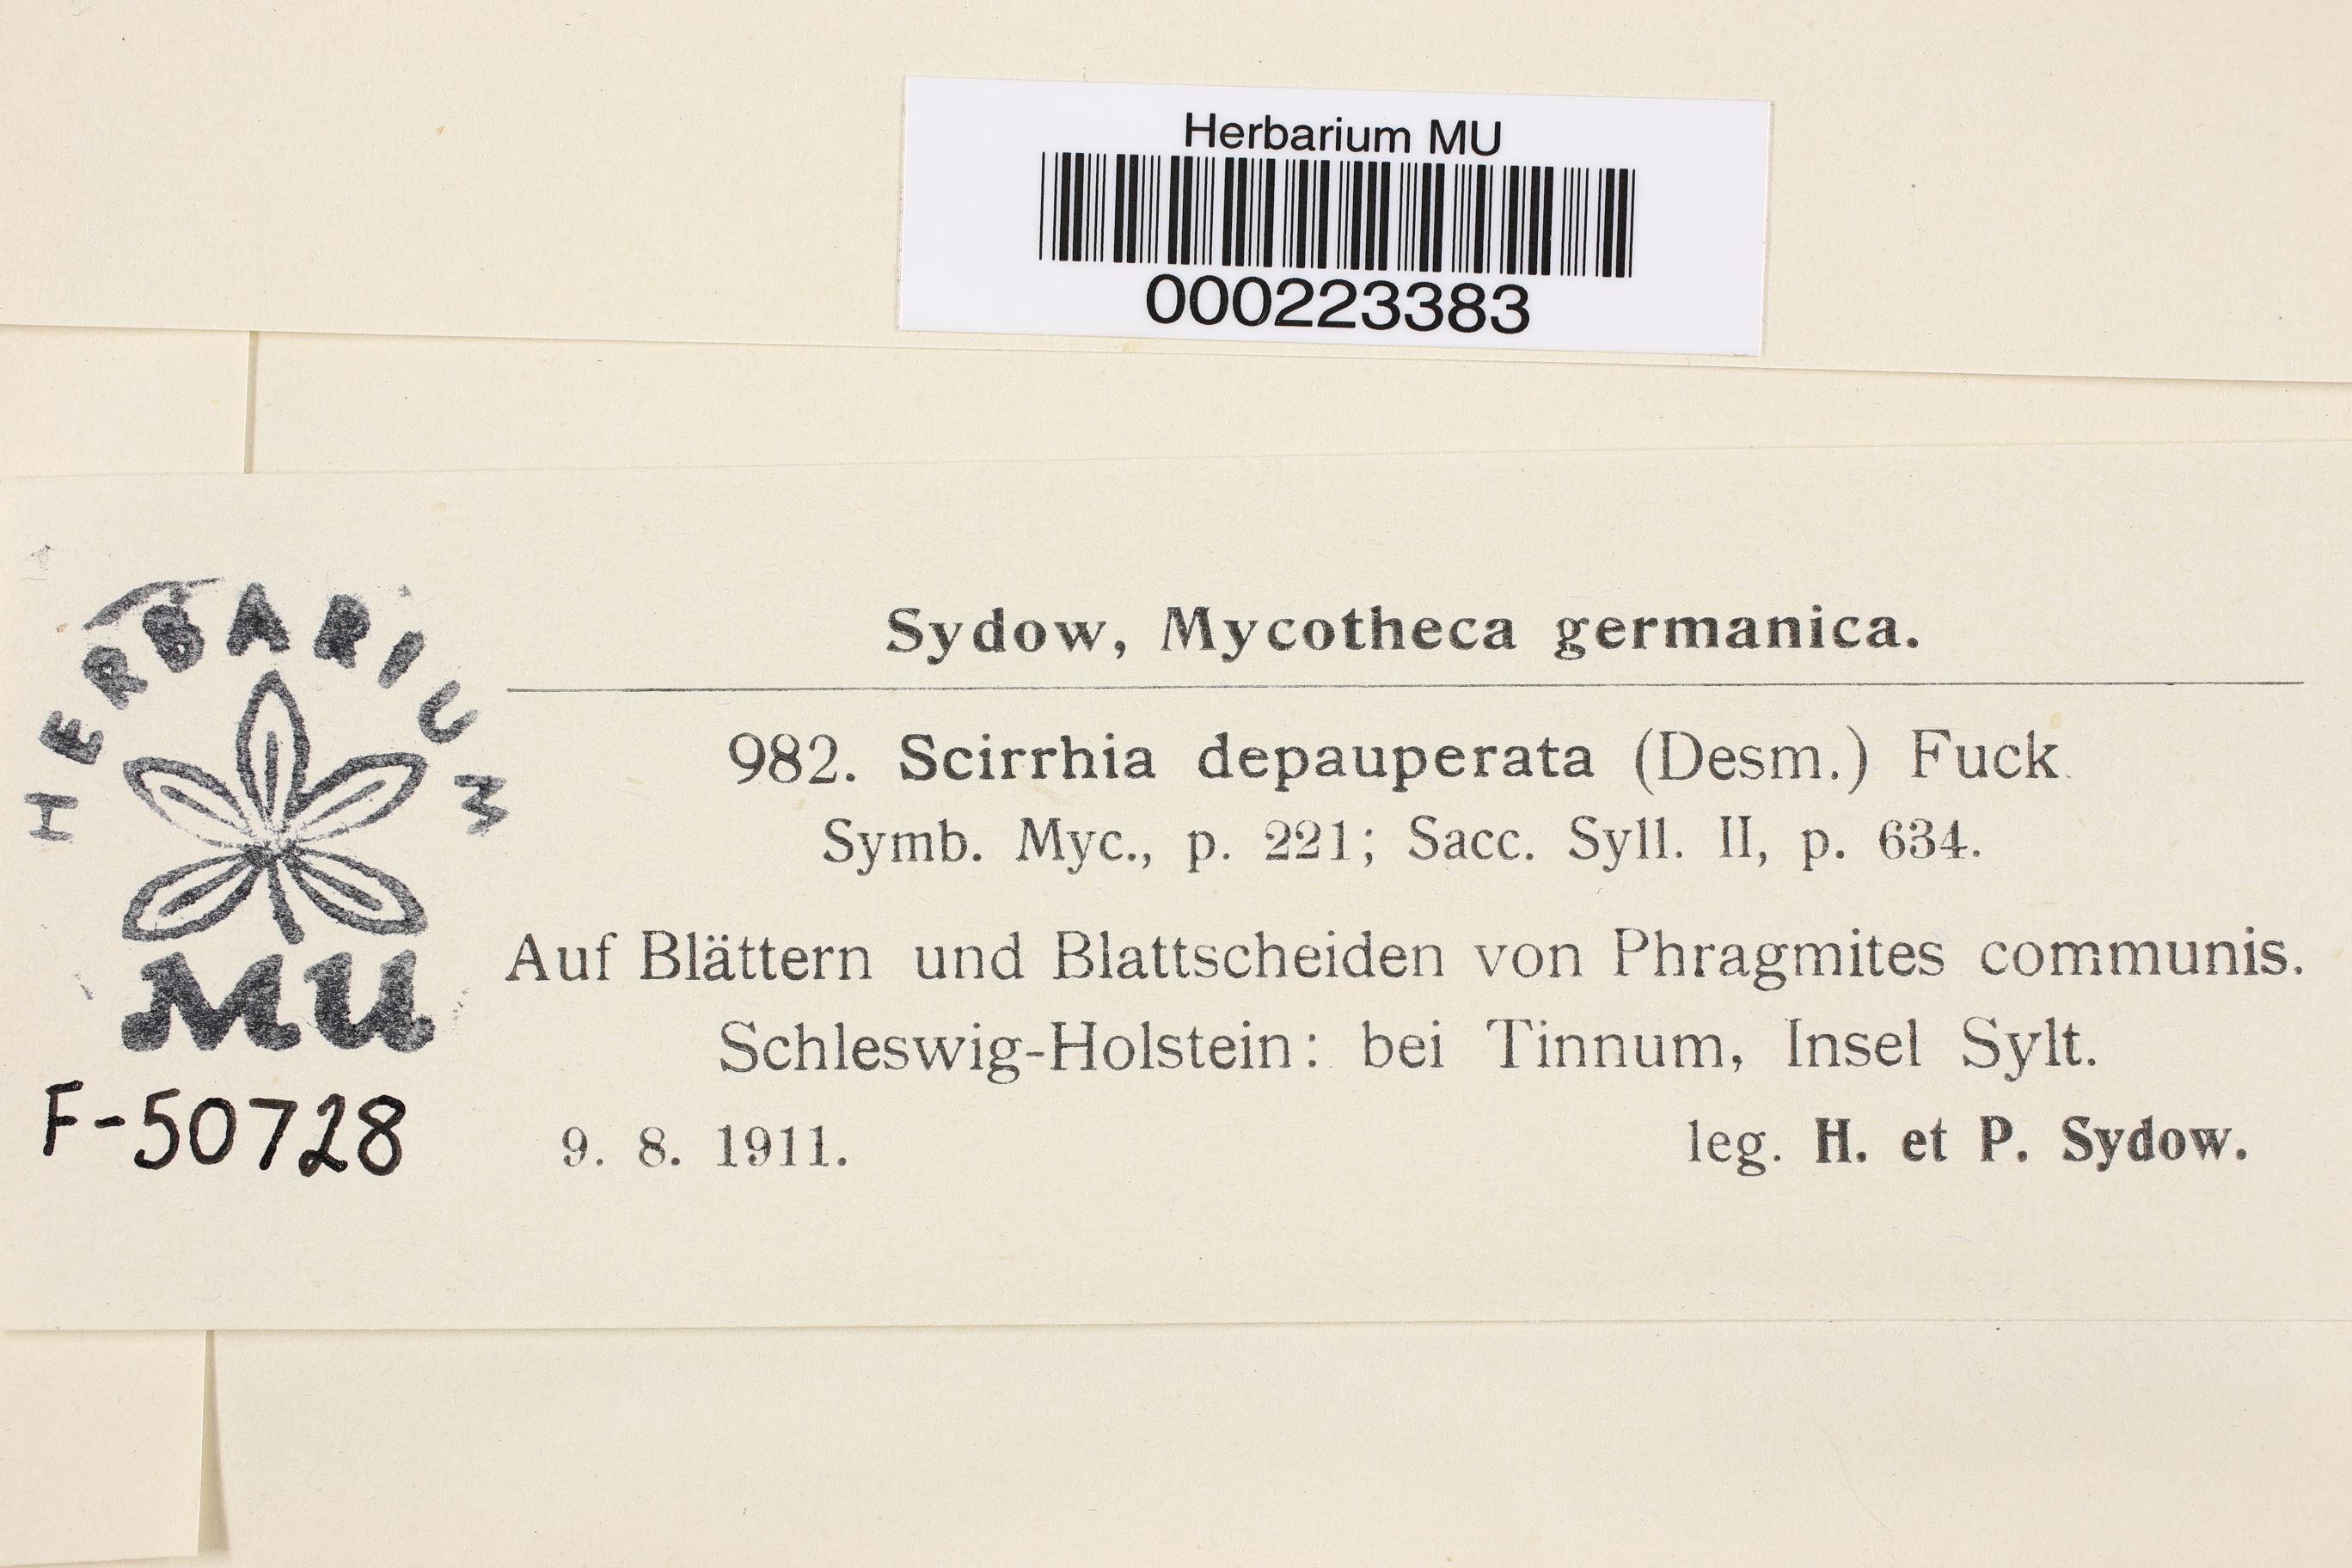 Herbarium MU
000223383
HERBARIUM
MU
F-50728
Sydow, Mycotheca germanica.
982. Scirrhia depauperata (Desm.) Fuck.
Symb. Myc., p. 221; Sacc. Syll. II, p. 634.
Auf Blättern und Blattscheiden von Phragmites communis.
Schleswig-Holstein: bei Tinnum, Insel Sylt.
9. 8. 1911. leg. H. et P. Sydow.